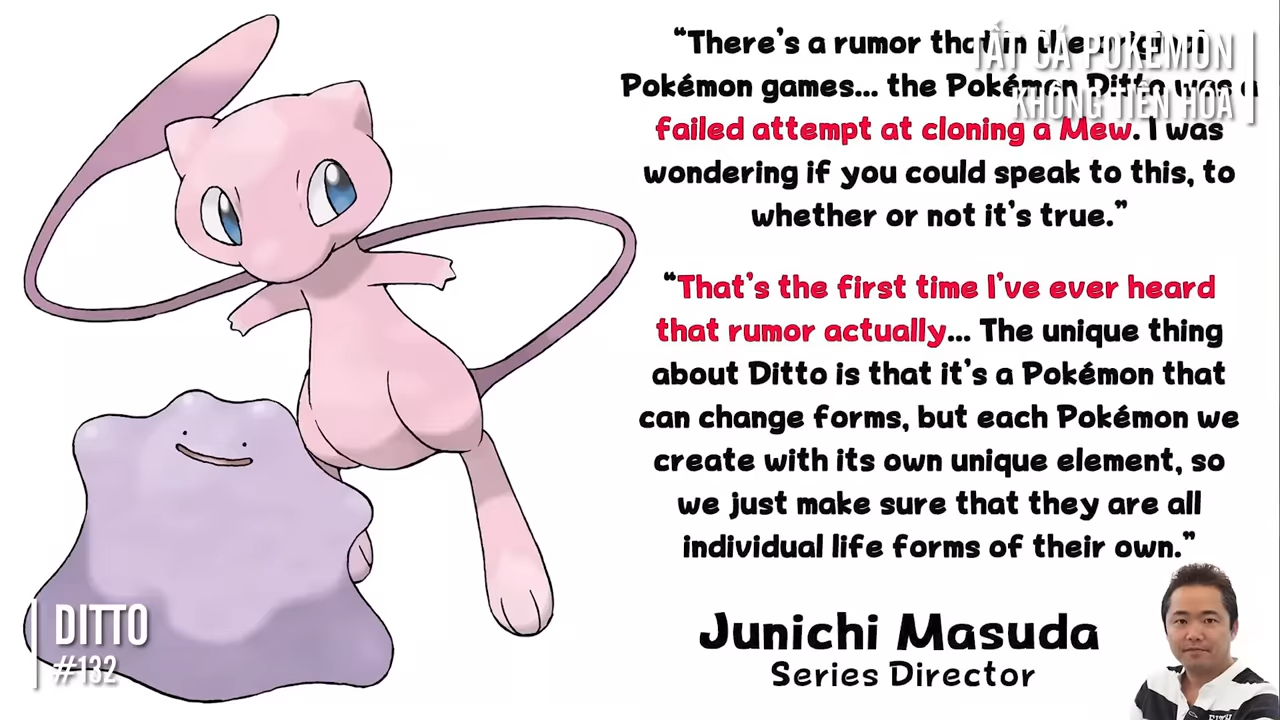 “There’s a rumor that in the original
TẤT CẢ POKEMON
Pokémon games... the Pokémon Ditto was a
KHÔNG TIẾN HÓA
failed attempt at cloning a Mew. I was
wondering if you could speak to this, to
whether or not it’s true.”
“That’s the first time I’ve ever heard
that rumor actually... The unique thing
about Ditto is that it’s a Pokémon that
can change forms, but each Pokémon we
create with its own unique element, so
we just make sure that they are all
individual life forms of their own.”
DITTO
#132
Junichi Masuda
Series Director